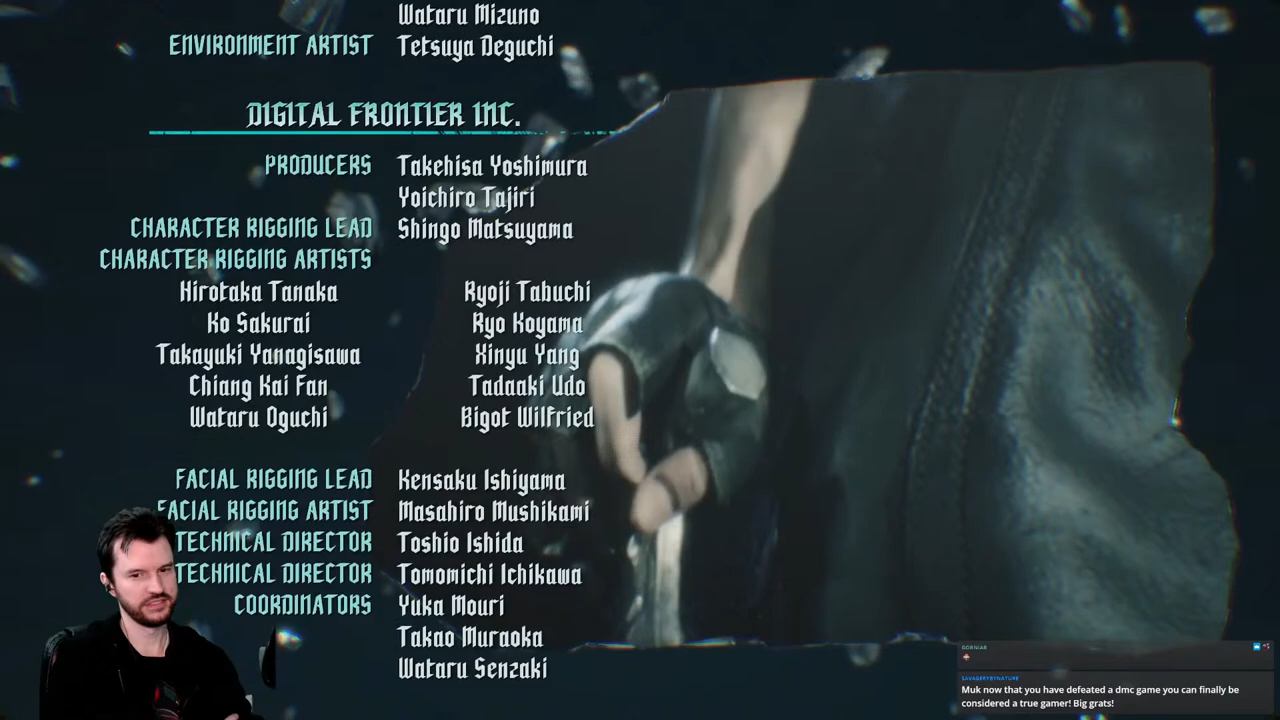 Wataru Mizuno
ENVIRONMENT ARTIST Tetsuya Deguchi
DIGITAL FRONTIER INC.
PRODUCERS Takehisa Yoshimura
Yoichiro Tajiri
CHARACTER RIGGING LEAD Shingo Matsuyama
CHARACTER RIGGING ARTISTS
Hirotaka Tanaka Ryoji Tabuchi
Ko Sakurai Ryo Koyama
Takayuki Yanagisawa Xinyu Yang
Chiang Kai Fan Tadaaki Udo
Wataru Oguchi Bigot Wilfried
FACIAL RIGGING LEAD Kensaku Ishiyama
FACIAL RIGGING ARTIST Masahiro Mushikami
TECHNICAL DIRECTOR Toshio Ishida
TECHNICAL DIRECTOR Tomomichi Ichikawa
COORDINATORS Yuka Mouri
Takao Muraoka
Wataru Senzaki
SAVAGERYBYNATURE
Muk now that you have defeated a dmc game you can finally be
considered a true gamer! Big grats!